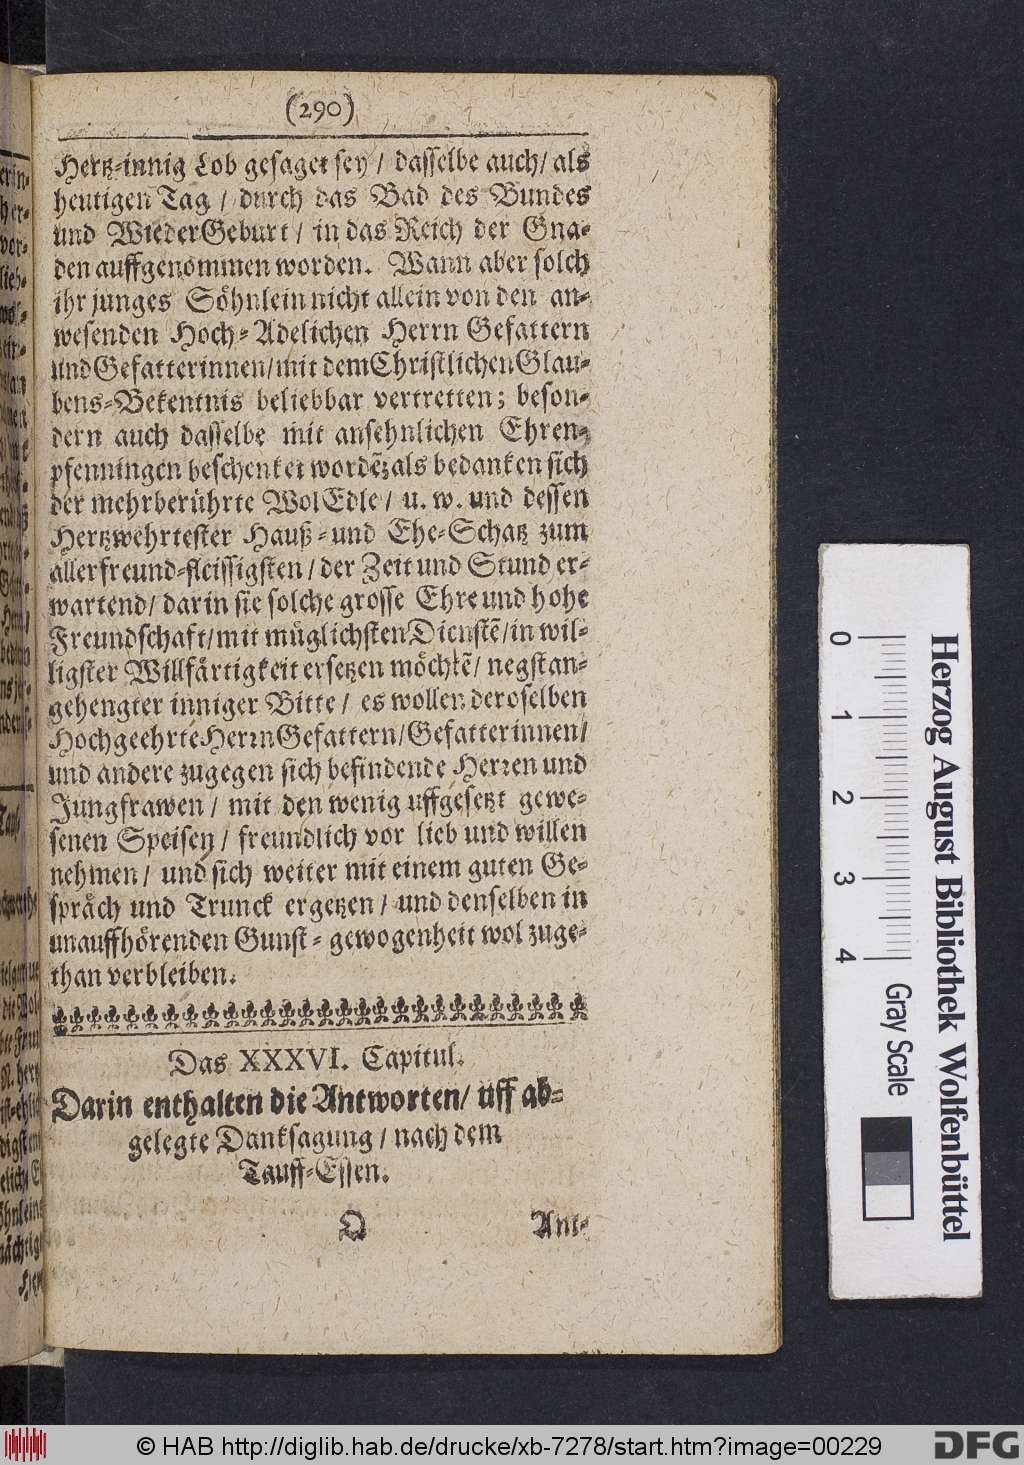 (290)
Hertz-innig Lob gesaget sey / dasselbe auch / als
heutigen Tag / durch das Bad des Bundes
und WiederGeburt / in das Reich der Gna-
den auffgenommen worden. Wann aber solch
ihr junges Söhnlein nicht allein von den an-
wesenden Hoch-Adelichen Herrn Gefattern
und Gefatterinnen / mit dem Christlichen Glau-
bens-Bekentnis beliebbar vertretten; beson-
dern auch dasselbe mit ansehnlichen Ehren-
pfenningen beschencket wordē; als bedanken sich
der mehrberührte WolEdle / u. w. und dessen
Hertzwehrtester Hauß-und Ehe-Schatz zum
allerfreund-fleissigsten / der Zeit und Stund er-
wartend / darin sie solche grosse Ehre und hohe
Freundschaft / mit müglichsten Dienstē / in wil-
ligster Willfärtigkeit ersetzen möchtē / negstan-
gehengter inniger Bitte / es wollen deroselben
Hochgeehrte Herrn Gefattern / Gefatterinnen /
und andere zugegen sich befindende Herren und
Jungfrawen / mit den wenig uffgesetzt gewe-
senen Speisen / freundlich vor lieb und willen
nehmen / und sich weiter mit einem guten Ge-
spräch und Trunck ergetzen / und denselben in
unauffhörenden Gunst-gewogenheit wol zuge-
than verbleiben.
Das XXXVI. Capitul.
Darin enthalten die Antworten / uff ab-
gelegte Danksagung / nach dem
Tauff-Essen.
O Ant-
0 1 2 3 4 Gray Scale
Herzog August Bibliothek Wolfenbüttel
© HAB http://diglib.hab.de/drucke/xb-7278/start.htm?image=00229
DFG